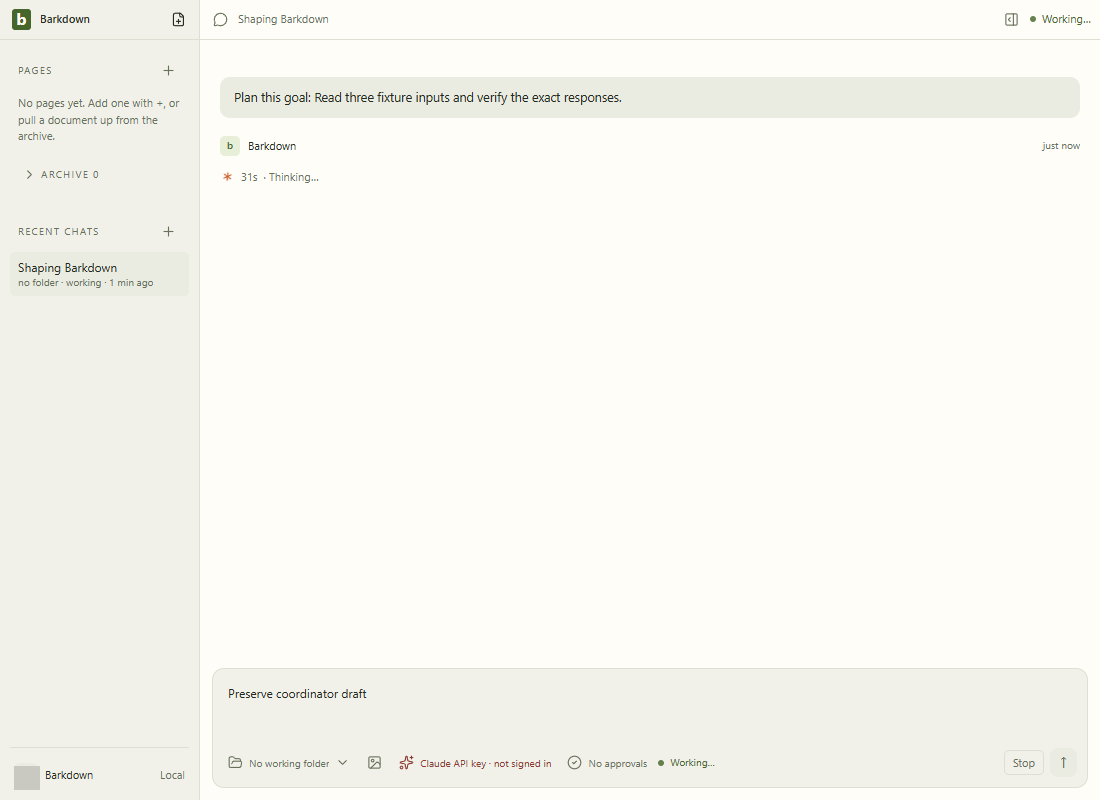 b Barkdown
Shaping Barkdown
Working...
PAGES
No pages yet. Add one with +, or
pull a document up from the
archive.
ARCHIVE 0
RECENT CHATS
Shaping Barkdown
no folder · working · 1 min ago
Barkdown Local
Plan this goal: Read three fixture inputs and verify the exact responses.
b Barkdown just now
31s · Thinking...
Preserve coordinator draft
No working folder Claude API key · not signed in No approvals Working... Stop